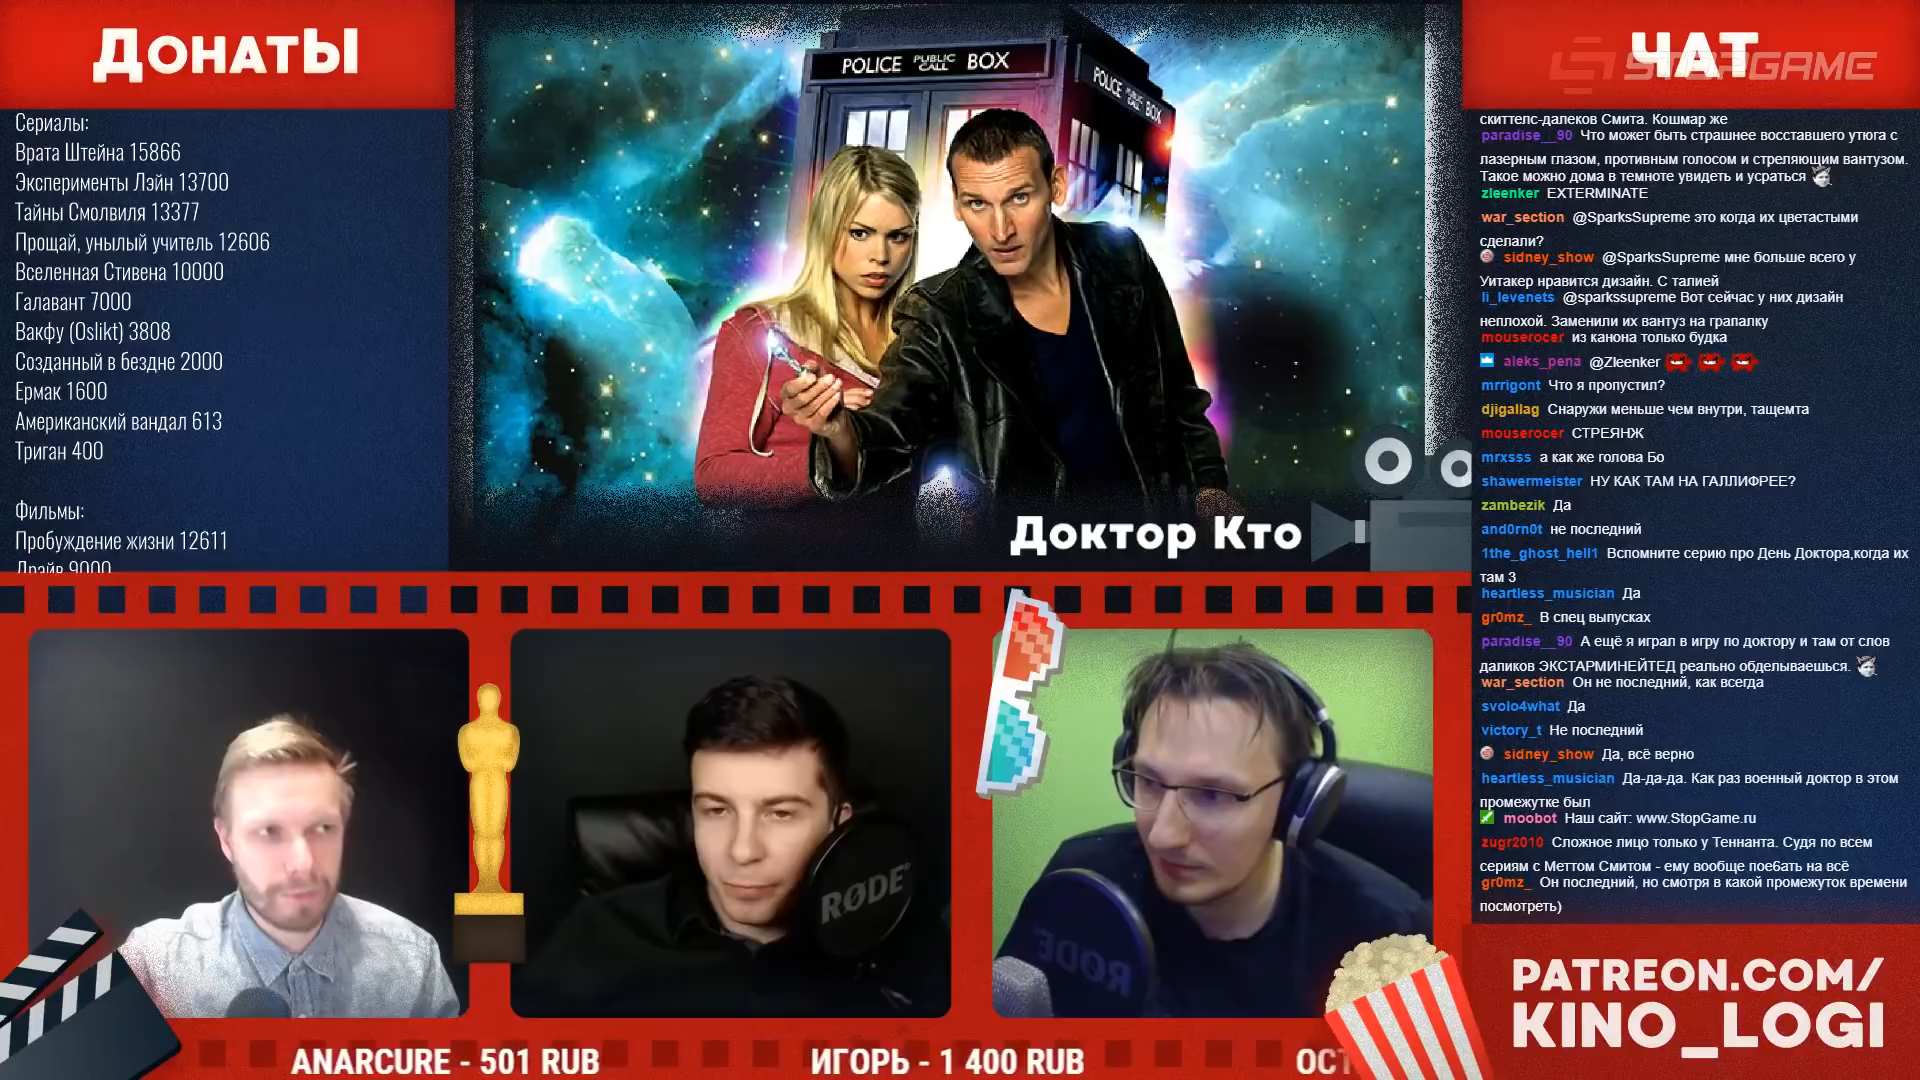 ДОНАТЫ
Сериалы:
Врата Штейна 15866
Эксперименты Лэйн 13700
Тайны Смолвиля 13377
Прощай, унылый учитель 12606
Вселенная Стивена 10000
Галавант 7000
Вакфу (Oslikt) 3808
Созданный в бездне 2000
Ермак 1600
Американский вандал 613
Триган 400
Фильмы:
Пробуждение жизни 12611
Драйв 9000
POLICE PUBLIC CALL BOX
POLICE PUBLIC CALL BOX
Доктор Кто
ЧАТ
STOPGAME
скиттелс-далеков Смита. Кошмар же
paradise__90 Что может быть страшнее восставшего утюга с
лазерным глазом, противным голосом и стреляющим вантузом.
Такое можно дома в темноте увидеть и усраться
zleenker EXTERMINATE
war_section @SparksSupreme это когда их цветастыми
сделали?
sidney_show @SparksSupreme мне больше всего у
Уитакер нравится дизайн. С талией
li_levenets @sparkssupreme Вот сейчас у них дизайн
неплохой. Заменили их вантуз на грапалку
mouserocer из канона только будка
aleks_pena @Zleenker
mrrigont Что я пропустил?
djigallag Снаружи меньше чем внутри, тащемта
mouserocer СТРЕЯНЖ
mrxsss а как же голова Бо
shawermeister НУ КАК ТАМ НА ГАЛЛИФРЕЕ?
zambezik Да
and0rn0t не последний
1the_ghost_hell1 Вспомните серию про День Доктора,когда их
там 3
heartless_musician Да
gr0mz_ В спец выпусках
paradise__90 А ещё я играл в игру по доктору и там от слов
даликов ЭКСТАРМИНЕЙТЕД реально обделываешься.
war_section Он не последний, как всегда
svolo4what Да
victory_t Не последний
sidney_show Да, всё верно
heartless_musician Да-да-да. Как раз военный доктор в этом
промежутке был
moobot Наш сайт: www.StopGame.ru
zugr2010 Сложное лицо только у Теннанта. Судя по всем
сериям с Меттом Смитом - ему вообще пое6ать на всё
gr0mz_ Он последний, но смотря в какой промежуток времени
посмотреть)
RØDE
RØDE
PATREON.COM/
KINO_LOGI
ANARCURE - 501 RUB
ИГОРЬ - 1 400 RUB
ОСТ